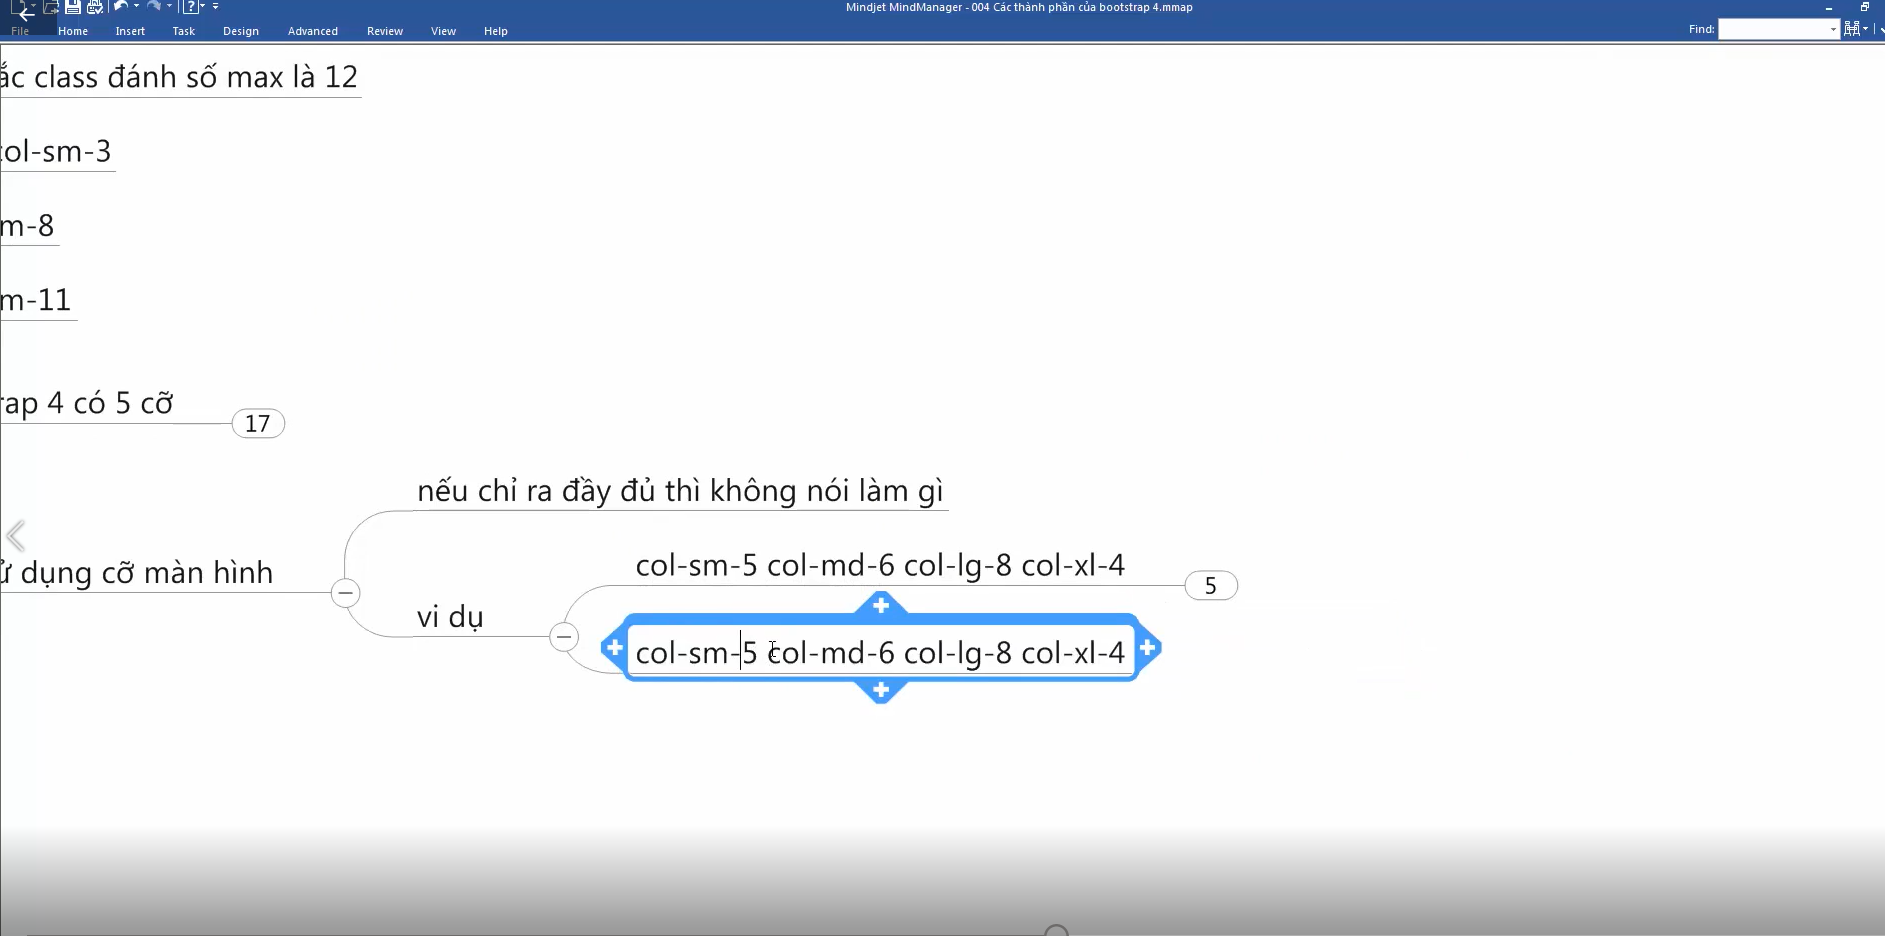 Mindjet MindManager - 004 Các thành phần của bootstrap 4.mmap
File Home Insert Task Design Advanced Review View Help
Find:
ắc class đánh số max là 12
col-sm-3
m-8
m-11
rap 4 có 5 cỡ
17
nếu chỉ ra đầy đủ thì không nói làm gì
col-sm-5 col-md-6 col-lg-8 col-xl-4
5
ử dụng cỡ màn hình
vi dụ
col-sm-5 col-md-6 col-lg-8 col-xl-4